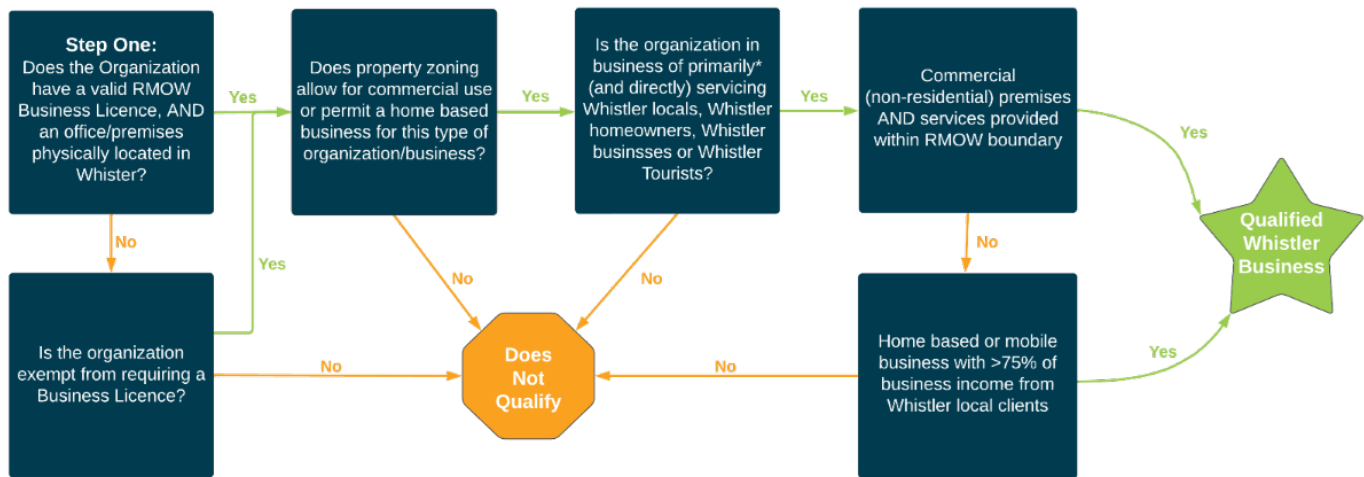 Step One:
Does the Organization
have a valid RMOW
Business Licence, AND
an office/premises
physically located in
Whister?
Yes
Does property zoning
allow for commercial use
or permit a home based
business for this type of
organization/business?
Yes
Is the organization in
business of primarily*
(and directly) servicing
Whistler locals, Whistler
homeowners, Whistler
businsses or Whistler
Tourists?
Yes
Commercial
(non-residential) premises
AND services provided
within RMOW boundary
Yes
Qualified
Whistler
Business
No
Yes
No
No
No
Is the organization
exempt from requiring a
Business Licence?
No
Does
Not
Qualify
No
Home based or mobile
business with >75% of
business income from
Whistler local clients
Yes